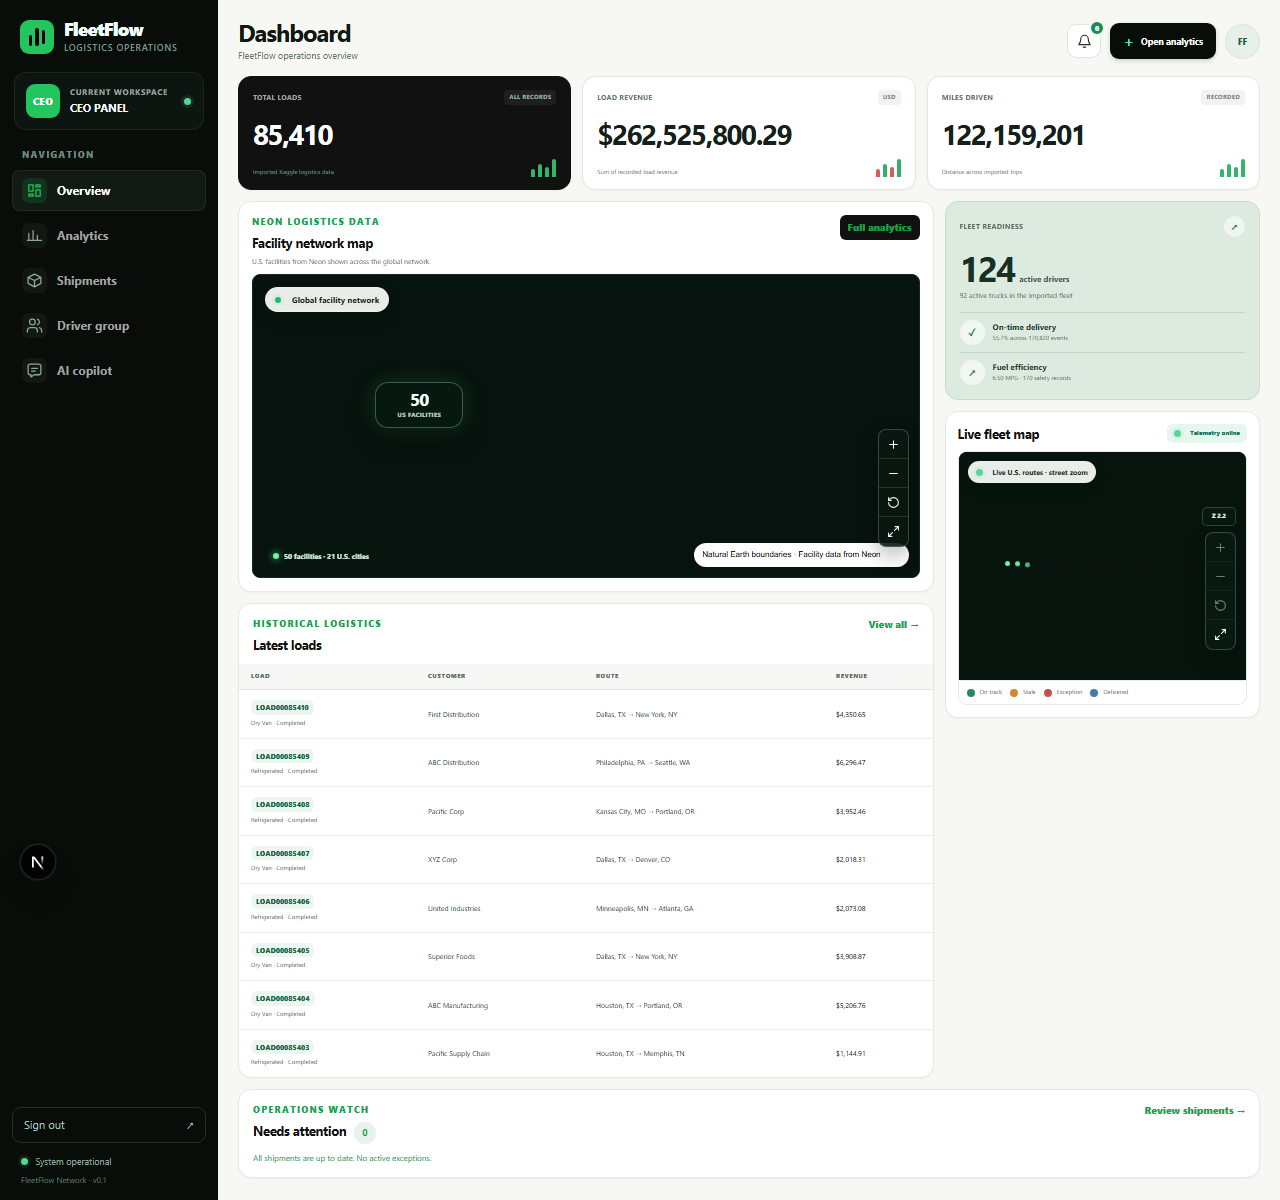 FleetFlow
LOGISTICS OPERATIONS
CEO
CURRENT WORKSPACE
CEO PANEL
NAVIGATION
Overview
Analytics
Shipments
Driver group
AI copilot
N
Sign out ↗
System operational
FleetFlow Network · v0.1
Dashboard
FleetFlow operations overview
0
+ Open analytics
FF
TOTAL LOADS
ALL RECORDS
85,410
Imported Kaggle logistics data
LOAD REVENUE
USD
$262,525,800.29
Sum of recorded load revenue
MILES DRIVEN
RECORDED
122,159,201
Distance across imported trips
NEON LOGISTICS DATA
Facility network map
U.S. facilities from Neon shown across the global network.
Full analytics
Global facility network
50
US FACILITIES
+
−
50 facilities · 21 U.S. cities
Natural Earth boundaries · Facility data from Neon
FLEET READINESS
↗
124 active drivers
92 active trucks in the imported fleet
✓
On-time delivery
55.7% across 170,820 events
↗
Fuel efficiency
6.50 MPG · 170 safety records
Live fleet map
Telemetry online
Live U.S. routes · street zoom
Z 2.2
+
−
On track
Stale
Exception
Delivered
HISTORICAL LOGISTICS
Latest loads
View all →
LOAD CUSTOMER ROUTE REVENUE
LOAD00085410
Dry Van · Completed
First Distribution
Dallas, TX → New York, NY
$4,350.65
LOAD00085409
Refrigerated · Completed
ABC Distribution
Philadelphia, PA → Seattle, WA
$6,296.47
LOAD00085408
Refrigerated · Completed
Pacific Corp
Kansas City, MO → Portland, OR
$3,952.46
LOAD00085407
Dry Van · Completed
XYZ Corp
Dallas, TX → Denver, CO
$2,018.31
LOAD00085406
Refrigerated · Completed
United Industries
Minneapolis, MN → Atlanta, GA
$2,073.08
LOAD00085405
Dry Van · Completed
Superior Foods
Dallas, TX → New York, NY
$3,908.87
LOAD00085404
Dry Van · Completed
ABC Manufacturing
Houston, TX → Portland, OR
$5,206.76
LOAD00085403
Refrigerated · Completed
Pacific Supply Chain
Houston, TX → Memphis, TN
$1,144.91
OPERATIONS WATCH
Needs attention 0
Review shipments →
All shipments are up to date. No active exceptions.